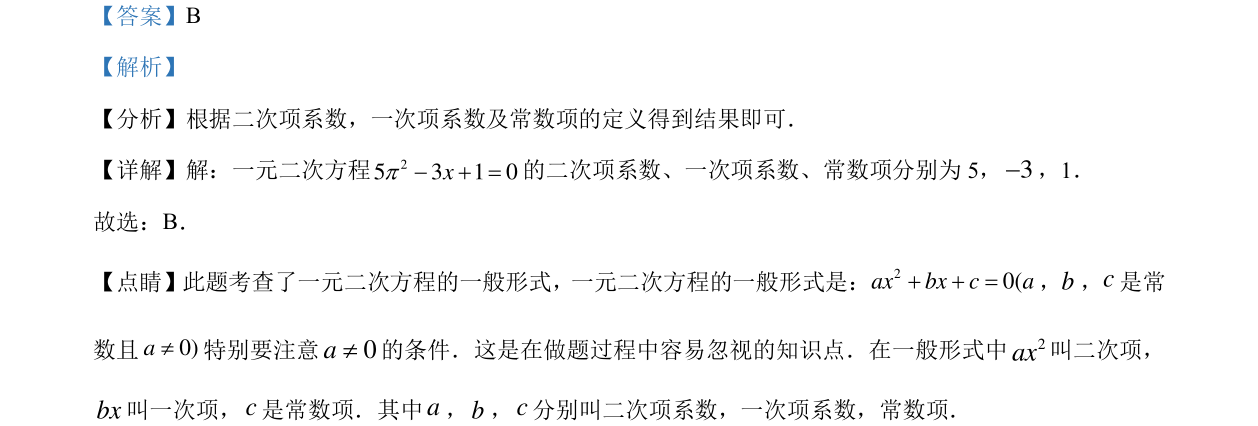 【答案】B
【解析】
【分析】根据二次项系数，一次项系数及常数项的定义得到结果即可．
【详解】解：一元二次方程5π²－3x+1＝0的二次项系数、一次项系数、常数项分别为 5，−3，1．
故选：B．
【点睛】此题考查了一元二次方程的一般形式，一元二次方程的一般形式是：ax²+bx+c=0(a，b，c是常
数且a≠0)特别要注意a≠0的条件．这是在做题过程中容易忽视的知识点．在一般形式中ax²叫二次项，
bx叫一次项，c是常数项．其中a，b，c分别叫二次项系数，一次项系数，常数项．